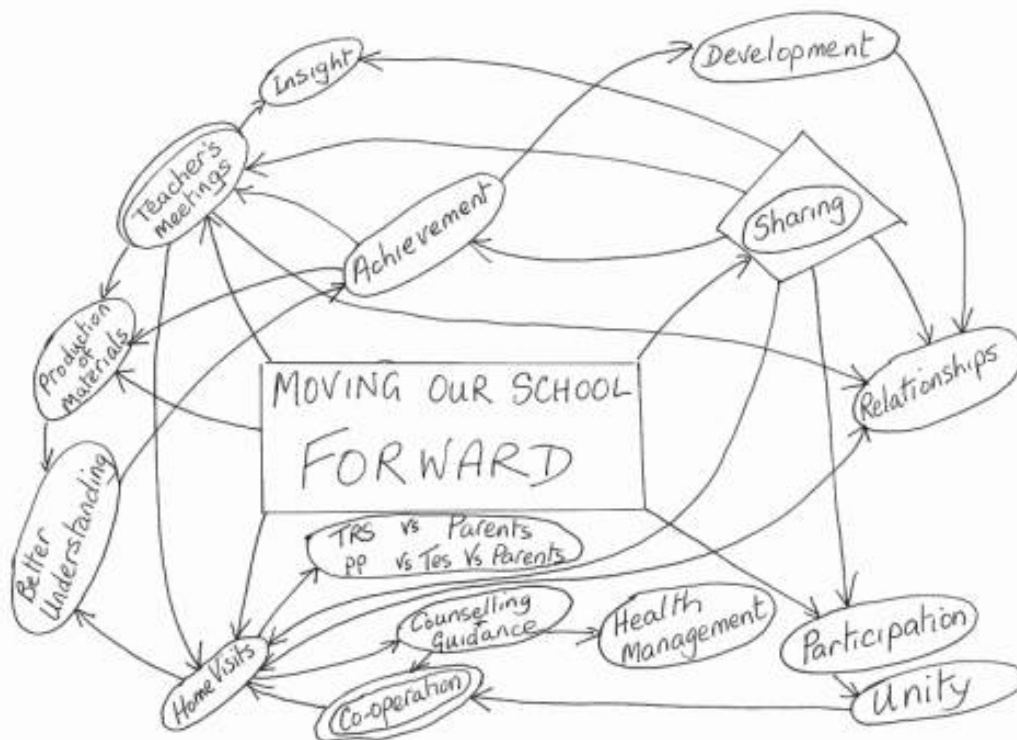 Insight
Development
Teacher's
Meetings
Achievement
Sharing
Production
of
Materials
Relationships
MOVING OUR SCHOOL
FORWARD
Better
Understanding
TRS vs Parents
PP vs Tes Vs Parents
Counselling
Guidance
Health
Management
Participation
Home Visits
Co-operation
Unity